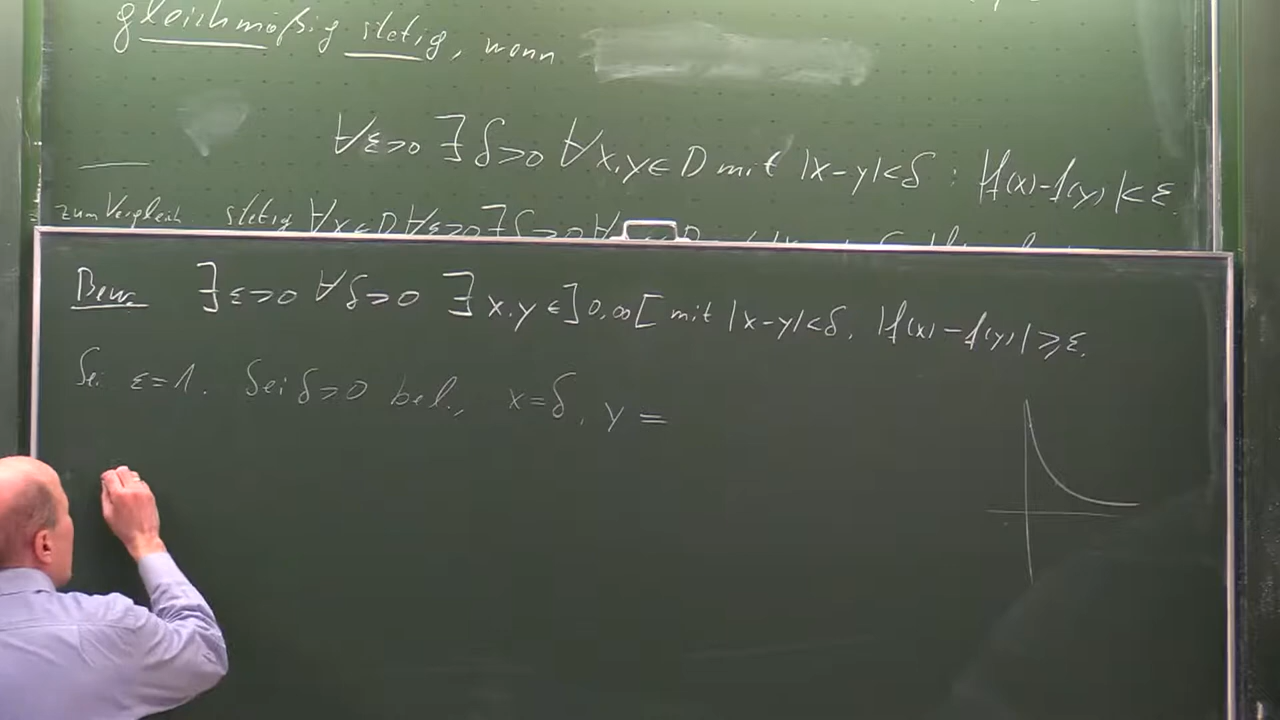 gleichmäßig stetig, wenn
∀ε>0 ∃δ>0 ∀x,y∈D mit |x-y|<δ : |f(x)-f(y)|<ε
zum Vergleich stetig ∀x∈D ∀ε>0 ∃δ>0 ∀
Bew. ∃ε>0 ∀δ>0 ∃x,y∈]0,∞[ mit |x-y|<δ, |f(x)-f(y)|≥ε.
Sei ε=1. Sei δ>0 bel., x=δ, y=